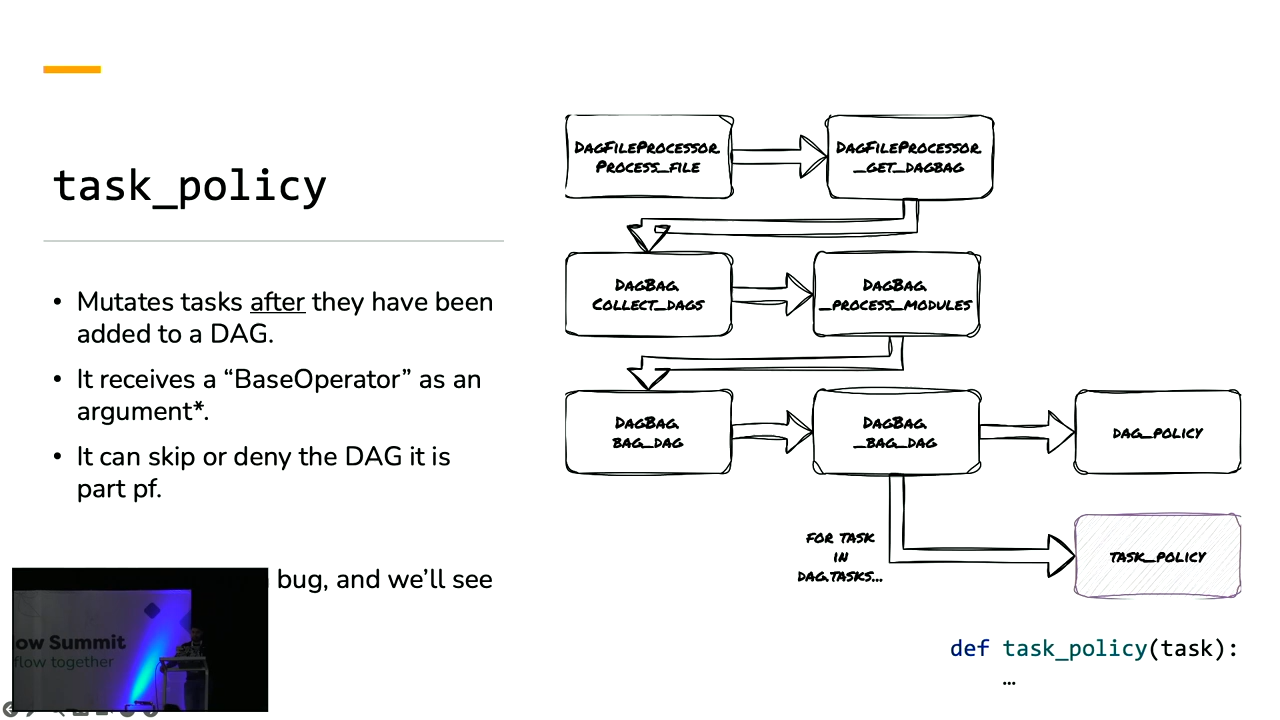 task_policy
• Mutates tasks after they have been
added to a DAG.
• It receives a “BaseOperator” as an
argument*.
• It can skip or deny the DAG it is
part pf.
bug, and we’ll see
ow Summit
flow together
DAGFILEPROCESSOR.
PROCESS_FILE
DAGFILEPROCESSOR.
_GET_DAGBAG
DAGBAG.
COLLECT_DAGS
DAGBAG.
_PROCESS_MODULES
DAGBAG.
BAG_DAG
DAGBAG.
_BAG_DAG
DAG_POLICY
FOR TASK
IN
DAG.TASKS...
TASK_POLICY
def task_policy(task):
…